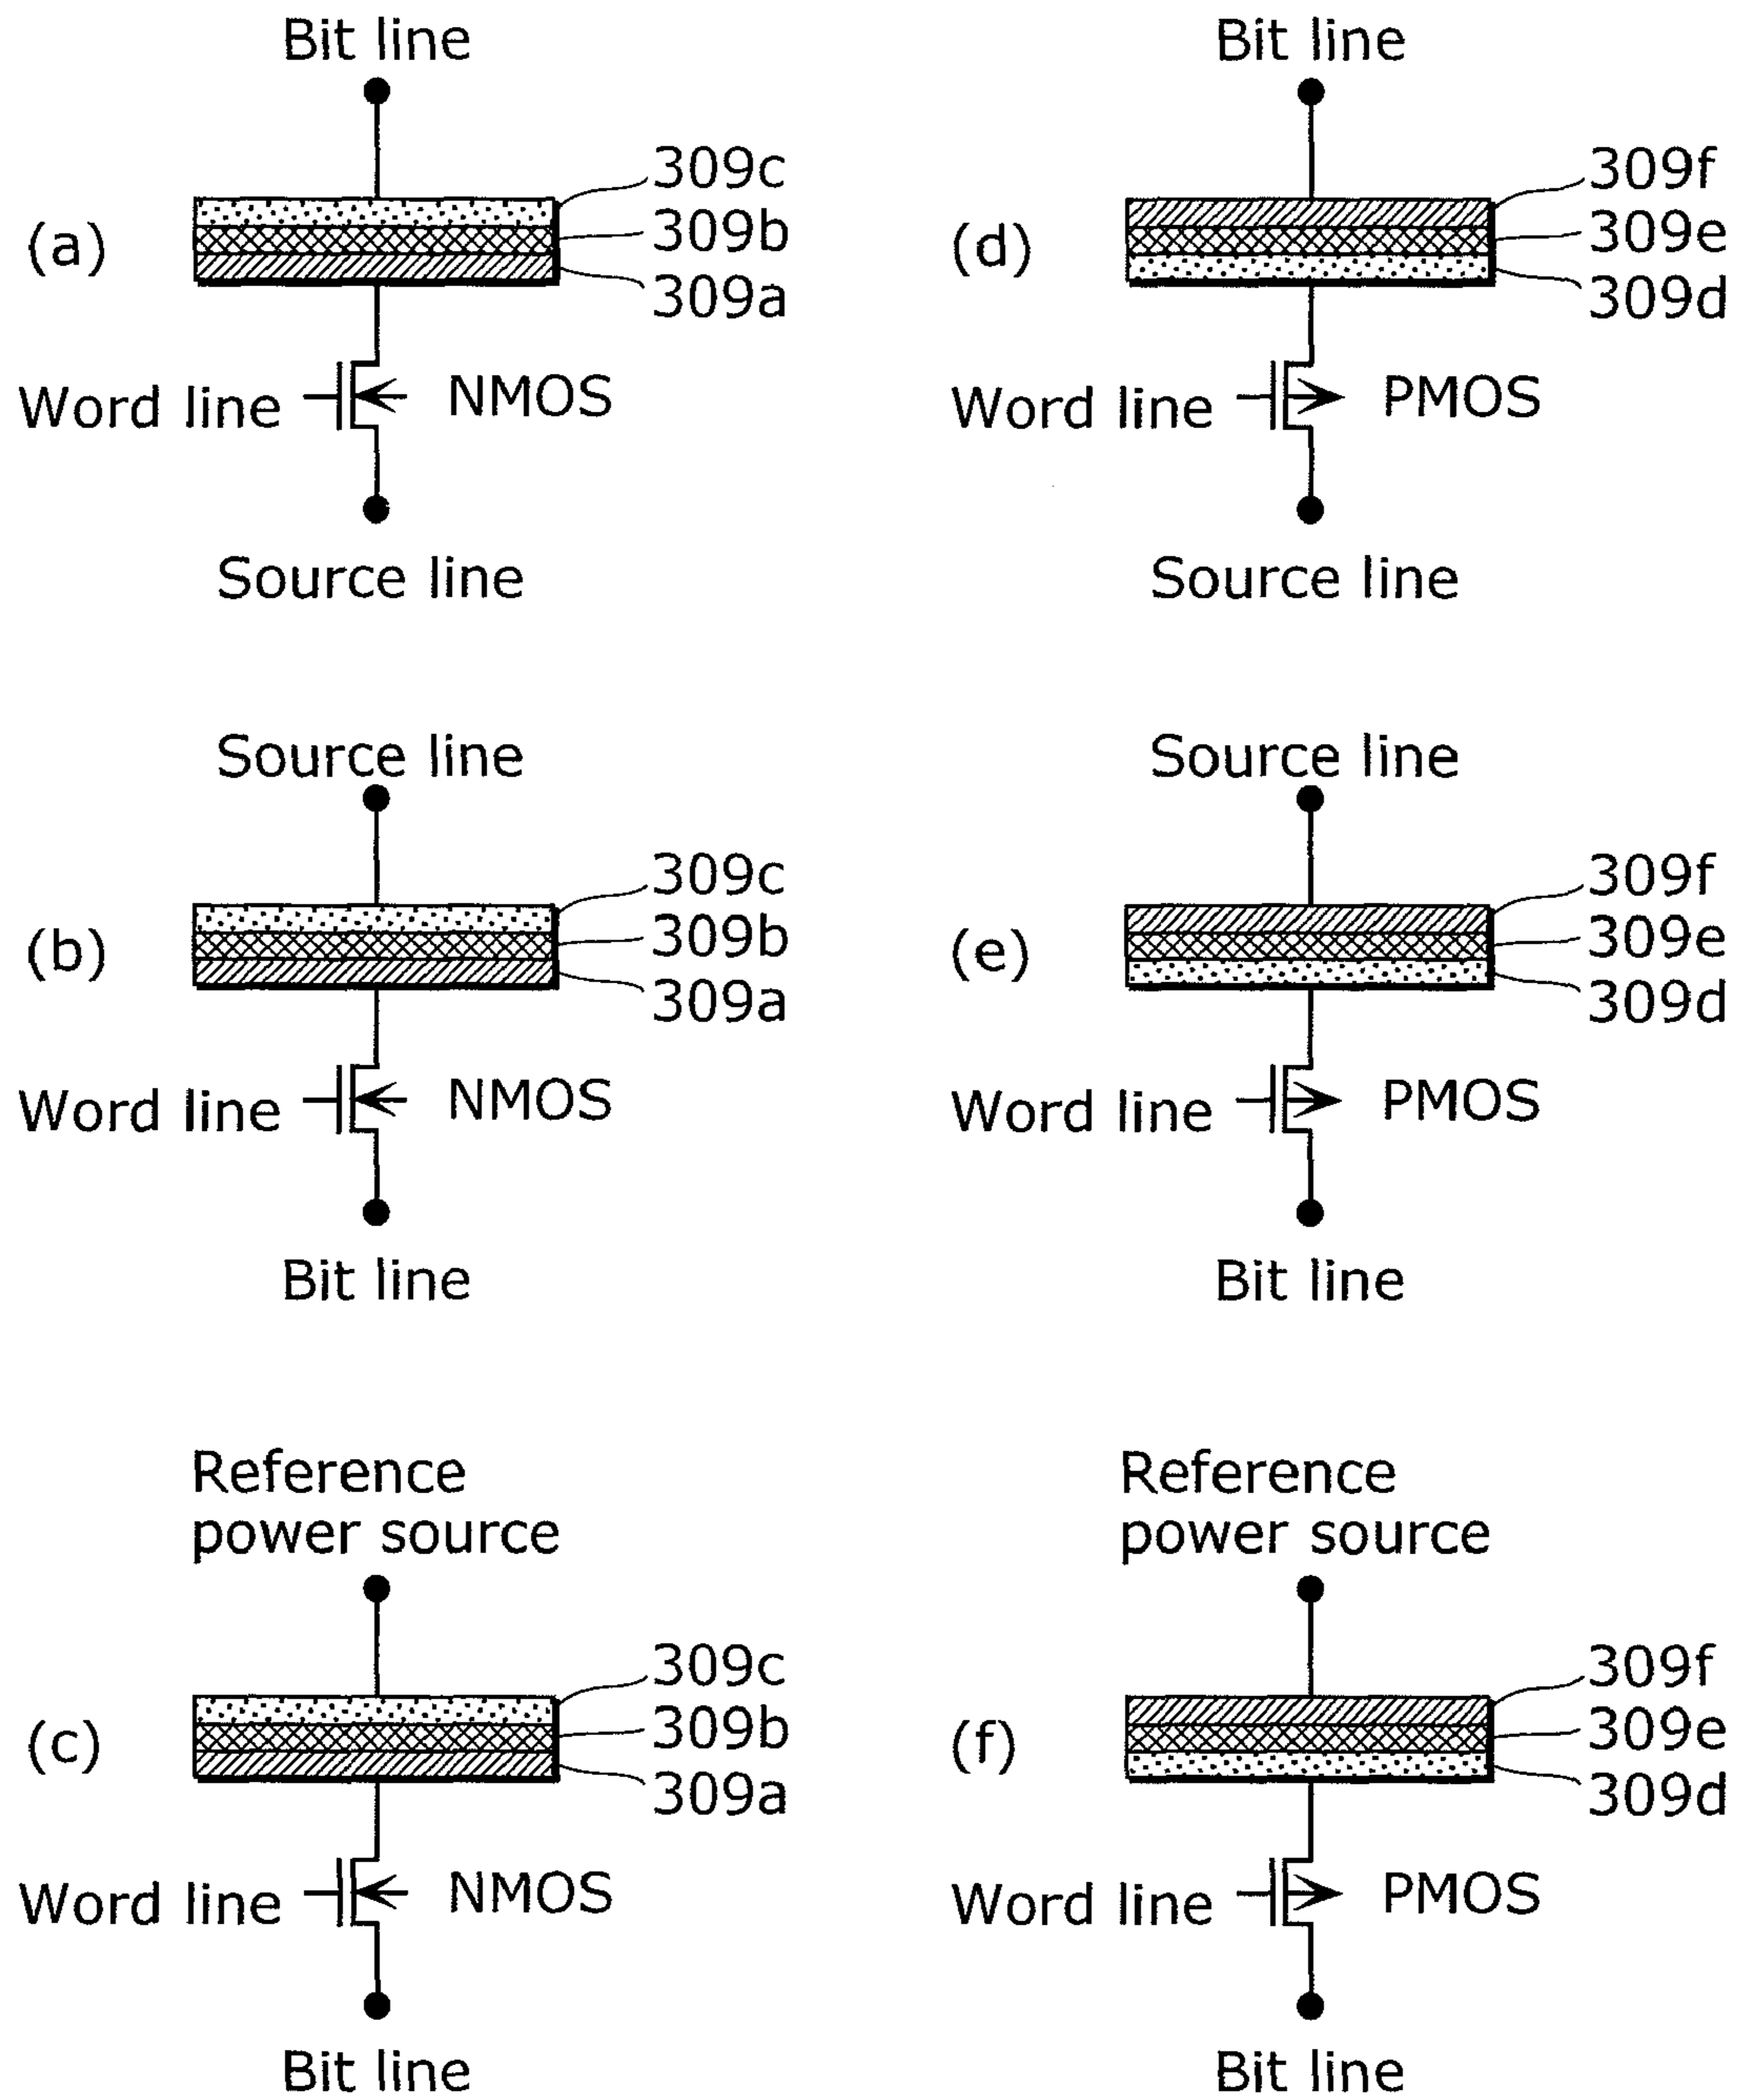 Bit line
309c
(a)
309b
309a
Word line
NMOS
Source line
Bit line
309f
(d)
309e
309d
Word line
PMOS
Source line
Source line
309c
(b)
309b
309a
Word line
NMOS
Bit line
Source line
309f
(e)
309e
309d
Word line
PMOS
Bit line
Reference
power source
309c
(c)
309b
309a
Word line
NMOS
Bit line
Reference
power source
309f
(f)
309e
309d
Word line
PMOS
Bit line